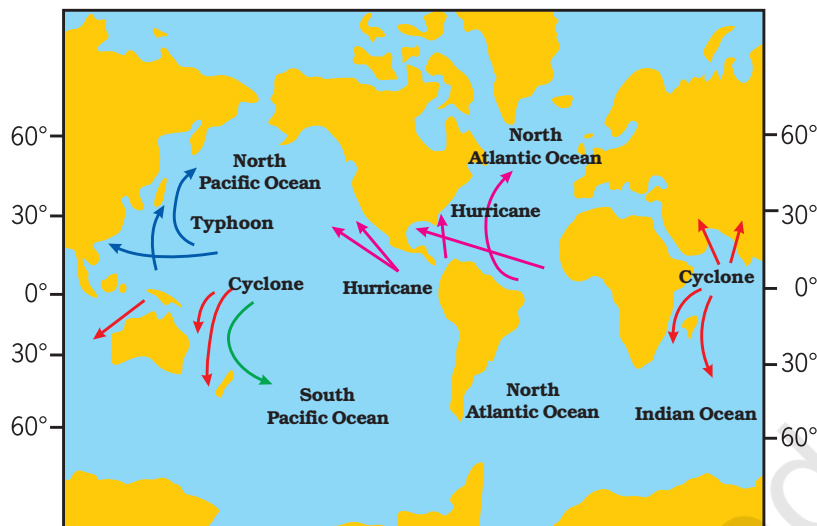 60°
30°
0°
30°
60°
North
Pacific Ocean
Typhoon
Cyclone
Hurricane
South
Pacific Ocean
North
Atlantic Ocean
Hurricane
North
Atlantic Ocean
Cyclone
Indian Ocean
60°
30°
0°
30°
60°
d